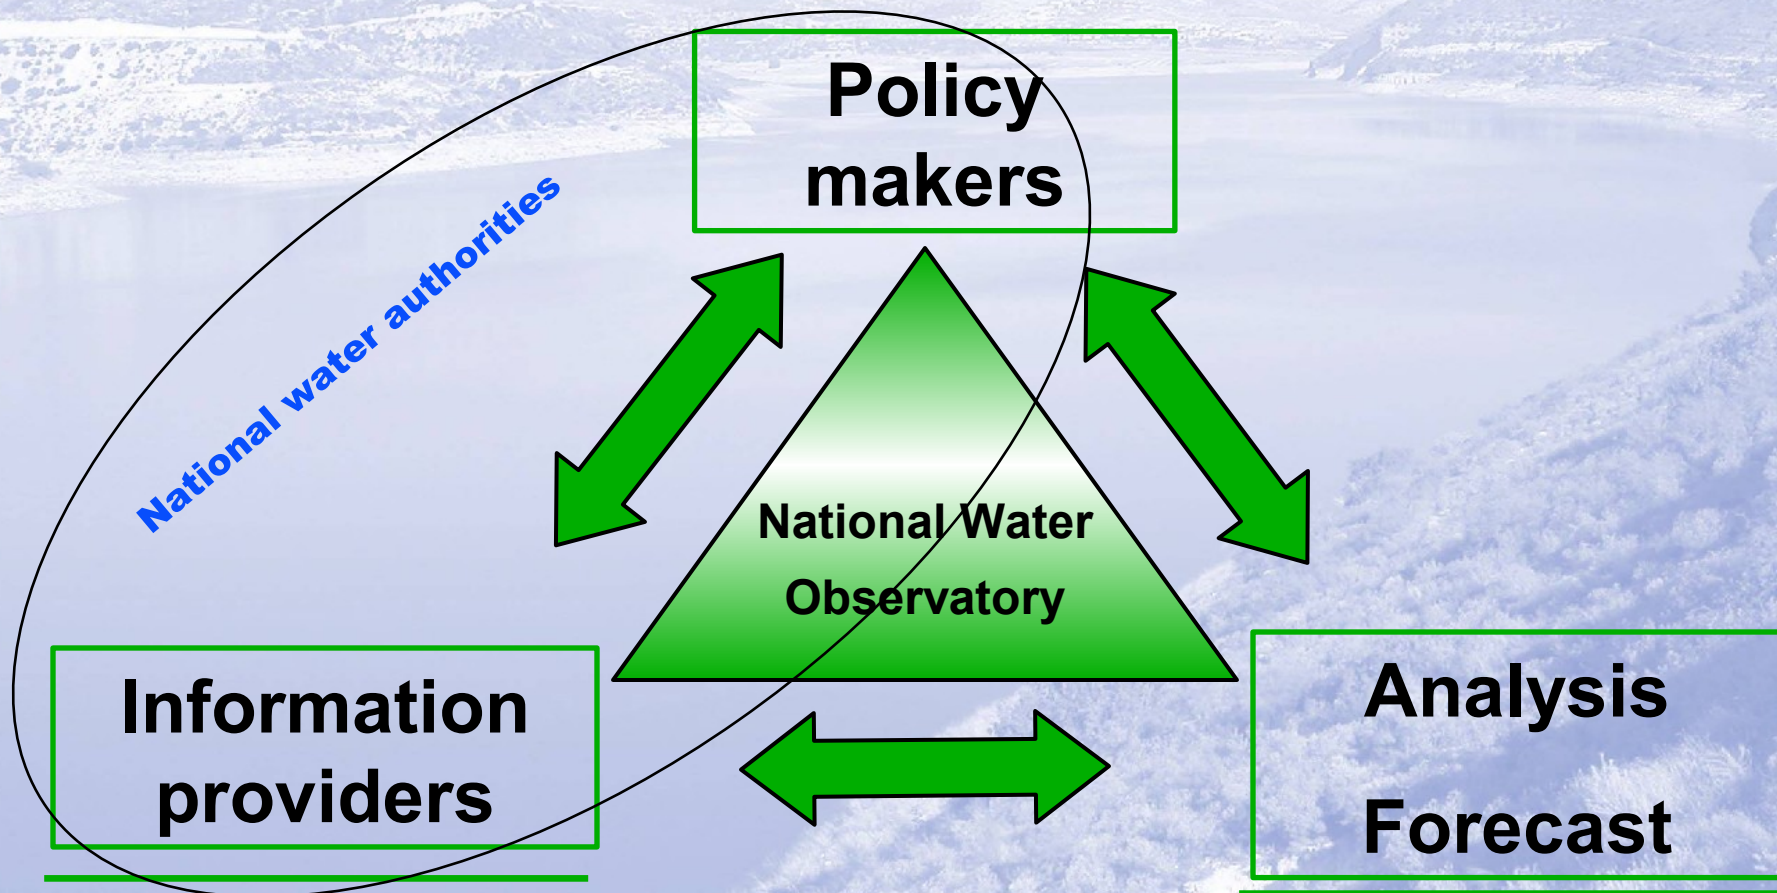 Policy
makers
National water authorities
National Water
Observatory
Information
providers
Analysis
Forecast